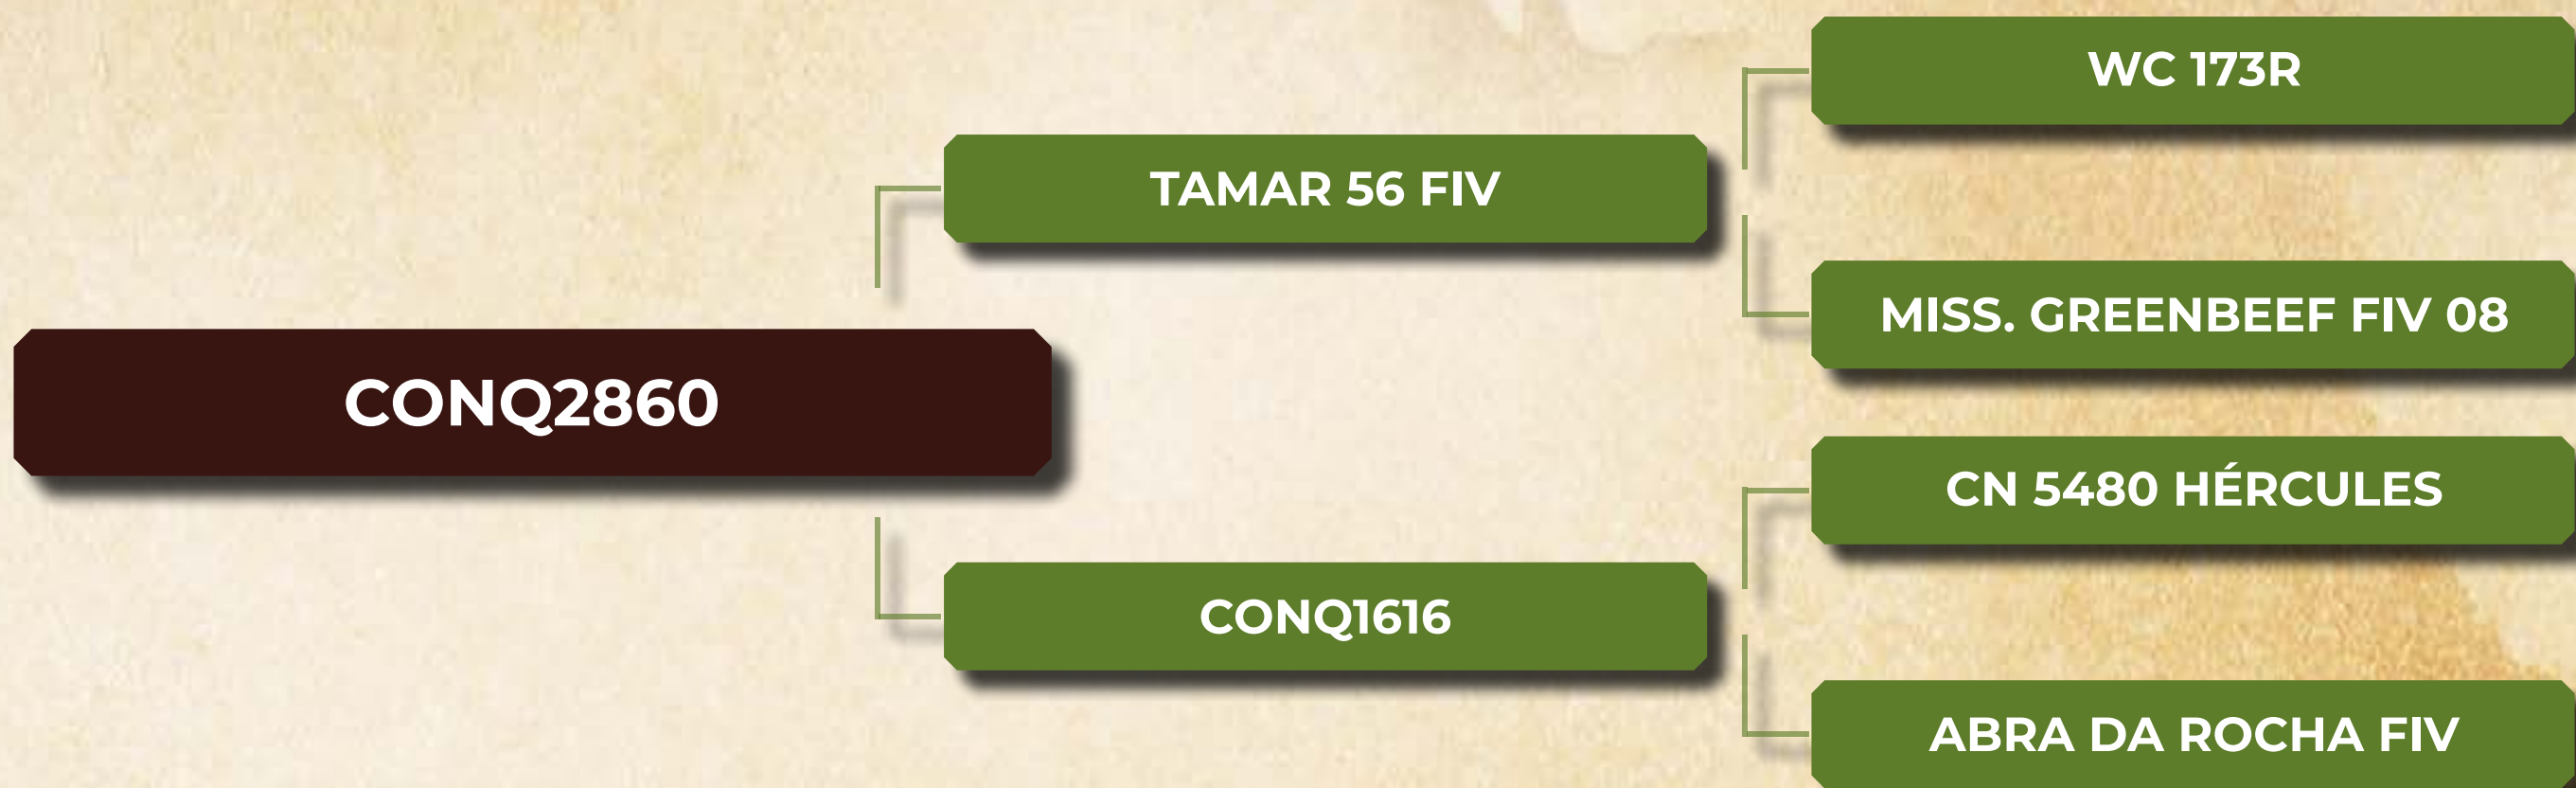 WC 173R
TAMAR 56 FIV
MISS. GREENBEEF FIV 08
CONQ2860
CN 5480 HÉRCULES
CONQ1616
ABRA DA ROCHA FIV